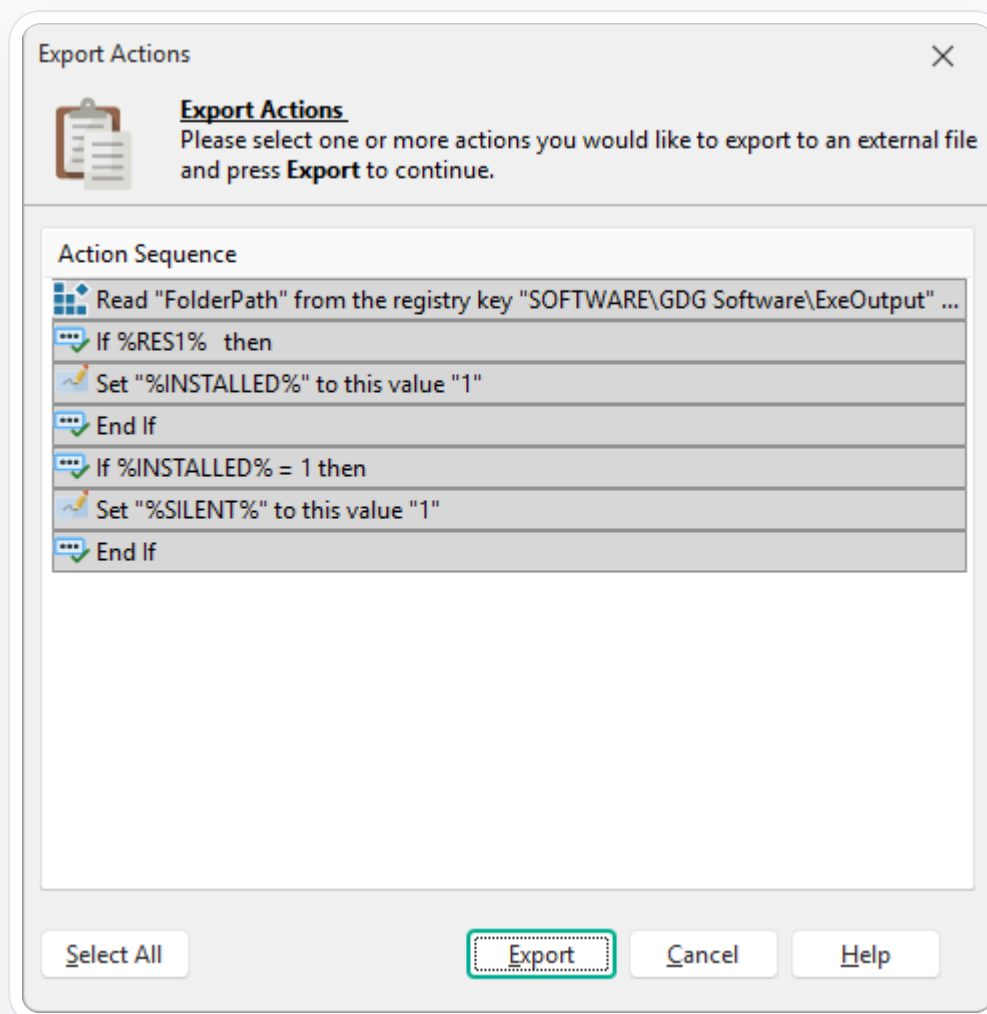 Export Actions
Export Actions
Please select one or more actions you would like to export to an external file
and press Export to continue.
Action Sequence
Read "FolderPath" from the registry key "SOFTWARE\GDG Software\ExeOutput" ...
If %RES1%  then
Set "%INSTALLED%" to this value "1"
End If
If %INSTALLED% = 1 then
Set "%SILENT%" to this value "1"
End If
Select All
Export
Cancel
Help